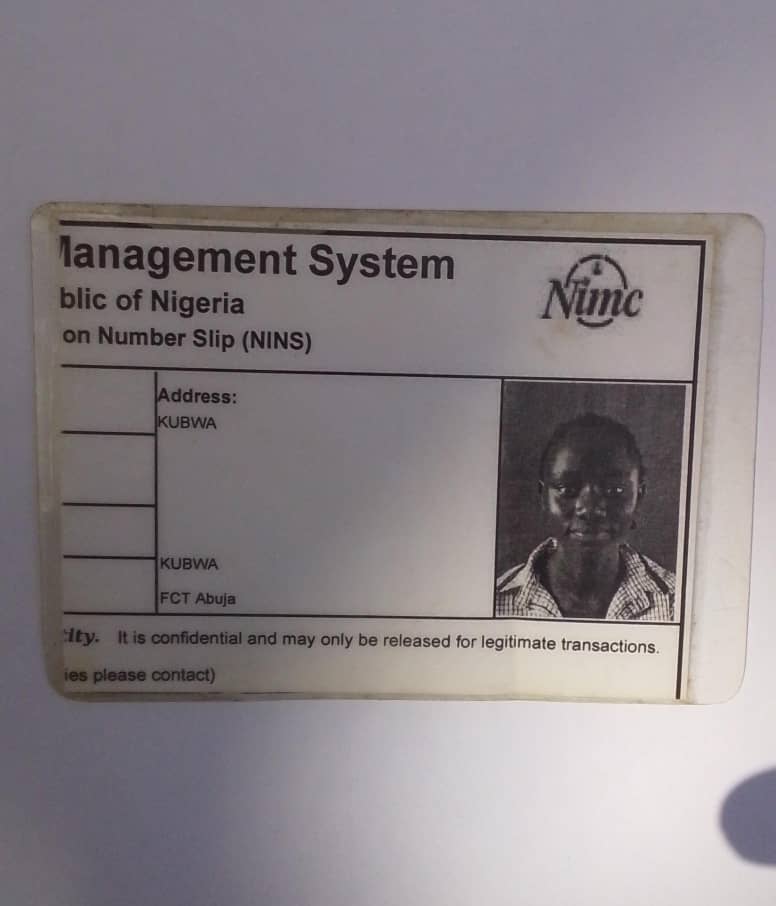 Management System
blic of Nigeria
on Number Slip (NINS)
Nimc
Address:
KUBWA
KUBWA
FCT Abuja
ity. It is confidential and may only be released for legitimate transactions.
ies please contact)